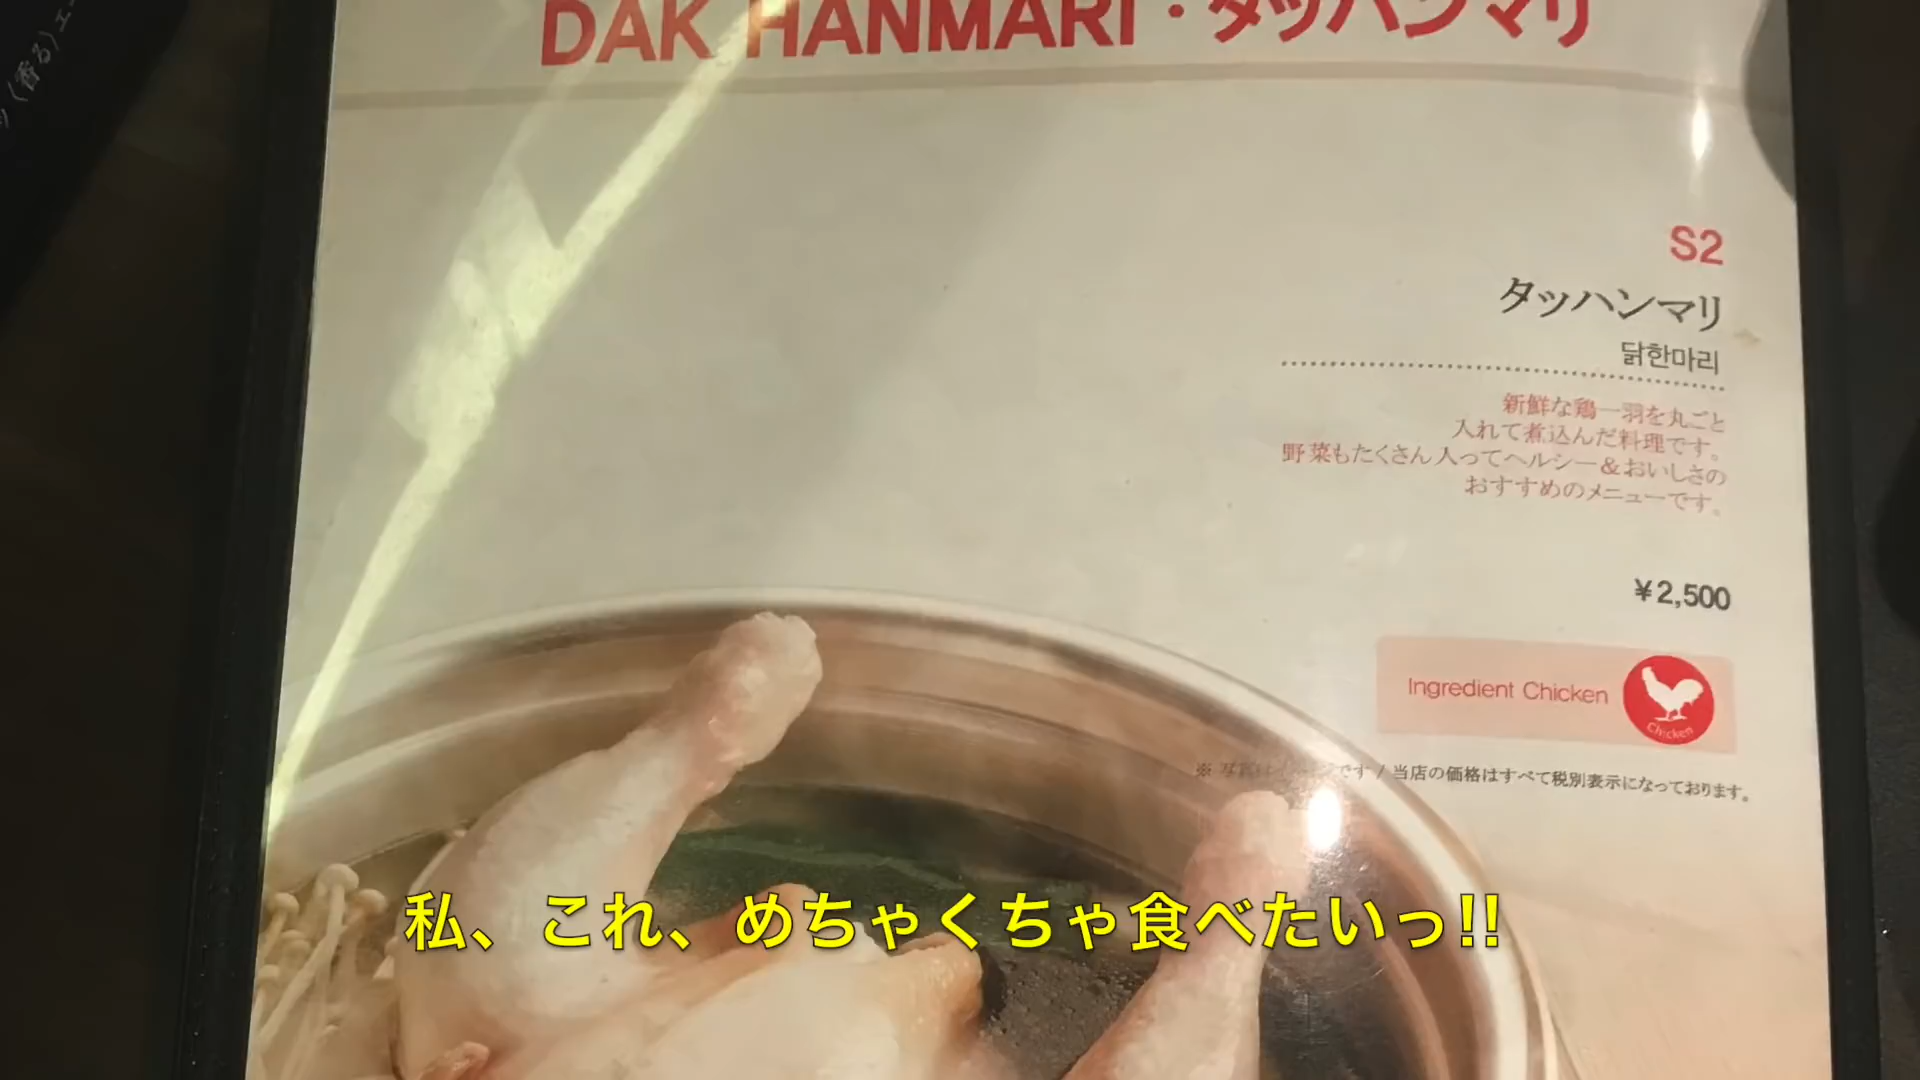 DAK HANMARI・タッハンマリ
S2
タッハンマリ
닭한마리
新鮮な鶏一羽を丸ごと
入れて煮込んだ料理です。
野菜もたくさん入ってヘルシー&おいしさの
おすすめのメニューです。
¥2,500
Ingredient Chicken
Chicken
※ 写真は です / 当店の価格はすべて税別表示になっております。
私、これ、めちゃくちゃ食べたいっ!!